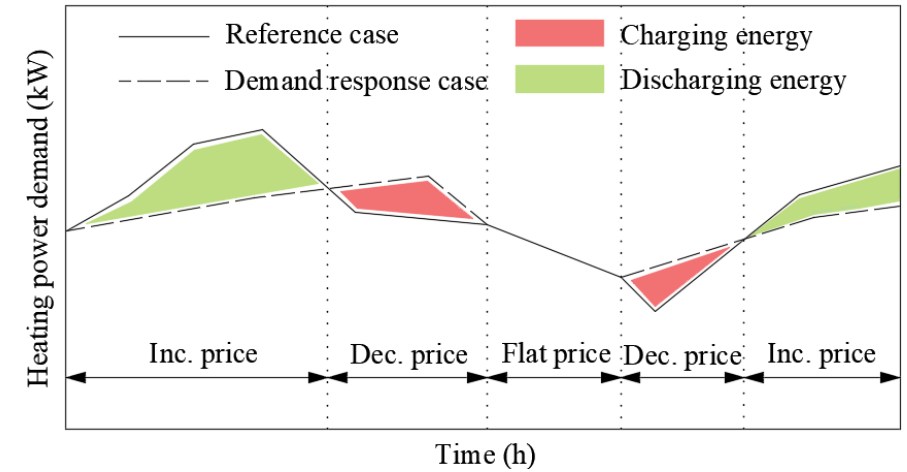 Reference case
Charging energy
Demand response case
Discharging energy
Heating power demand (kW)
Inc. price
Dec. price
Flat price
Dec. price
Inc. price
Time (h)